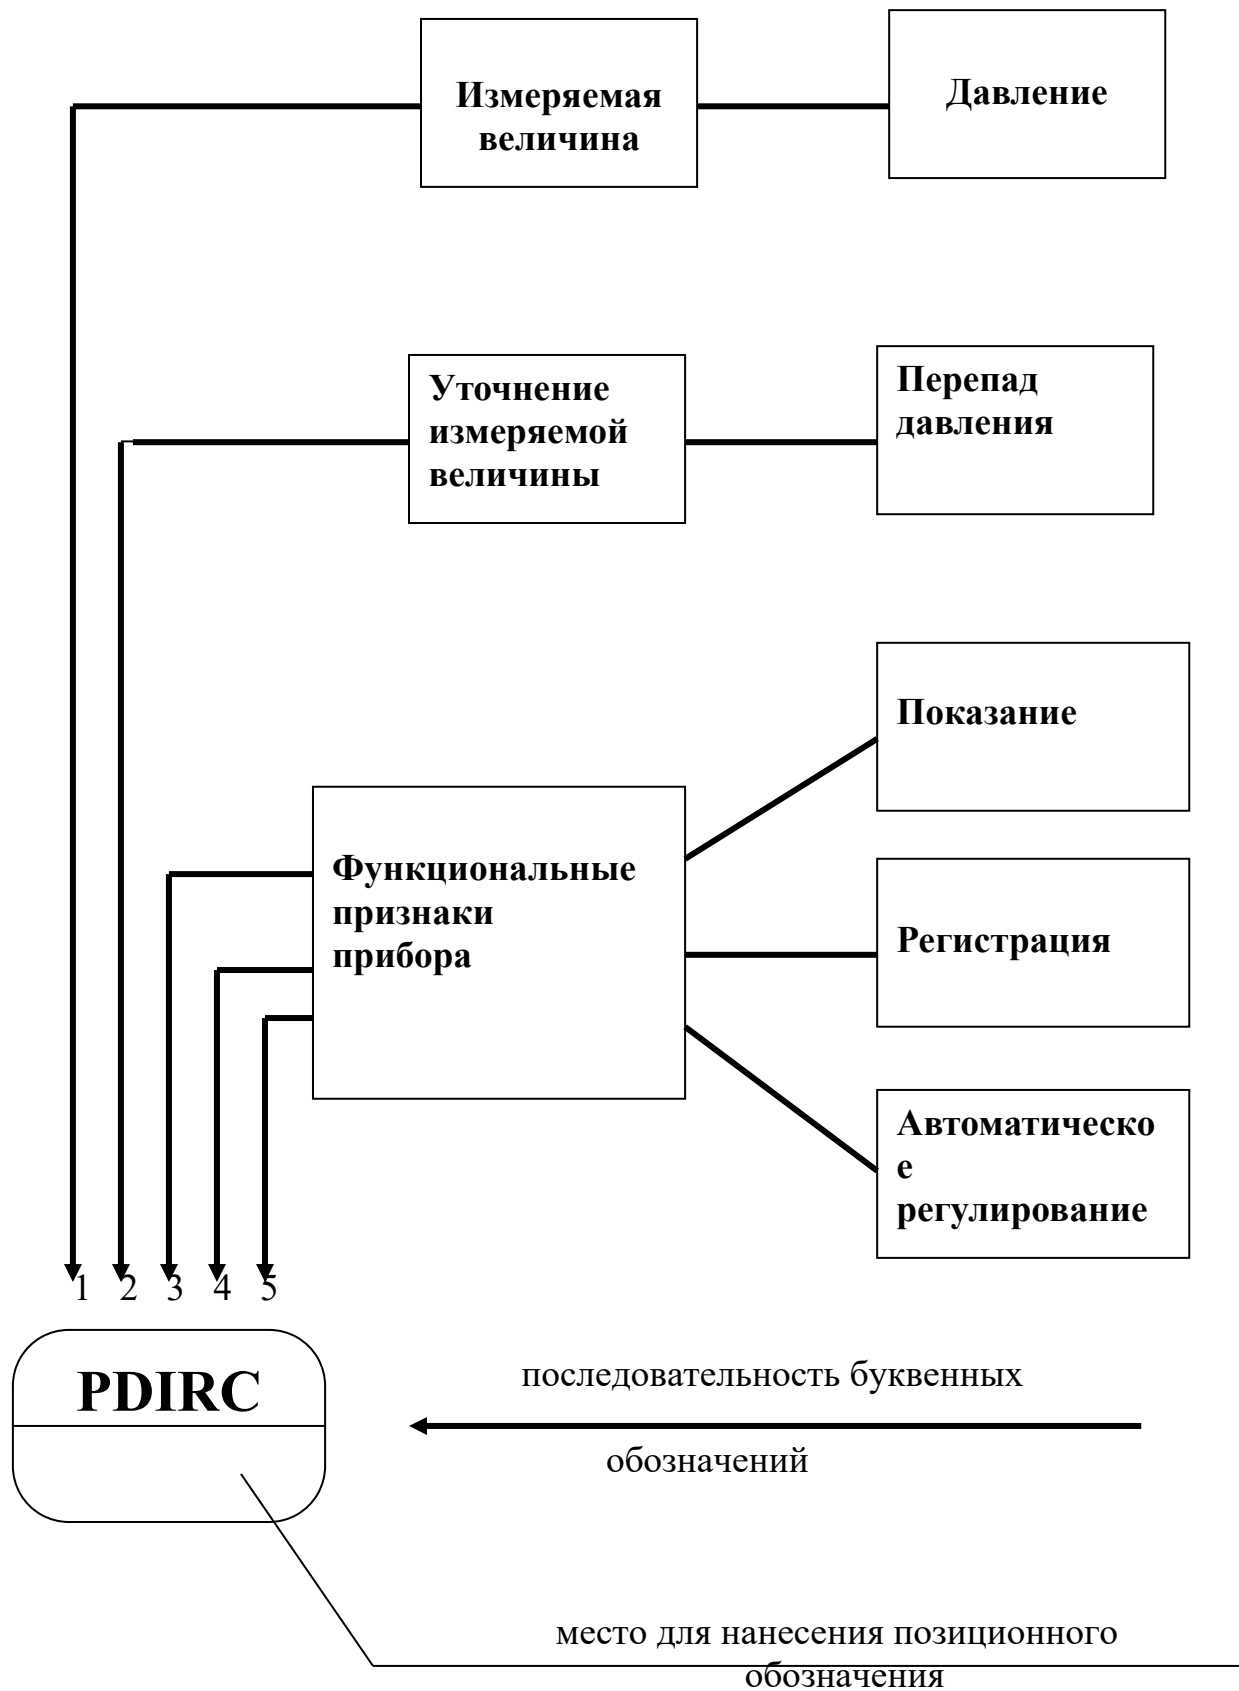 Измеряемая
величина
Давление
Уточнение
измеряемой
величины
Перепад
давления
Функциональные
признаки
прибора
Показание
Регистрация
Автоматическо
е
регулирование
1 2 3 4 5
PDIRC
последовательность буквенных
обозначений
место для нанесения позиционного
обозначения